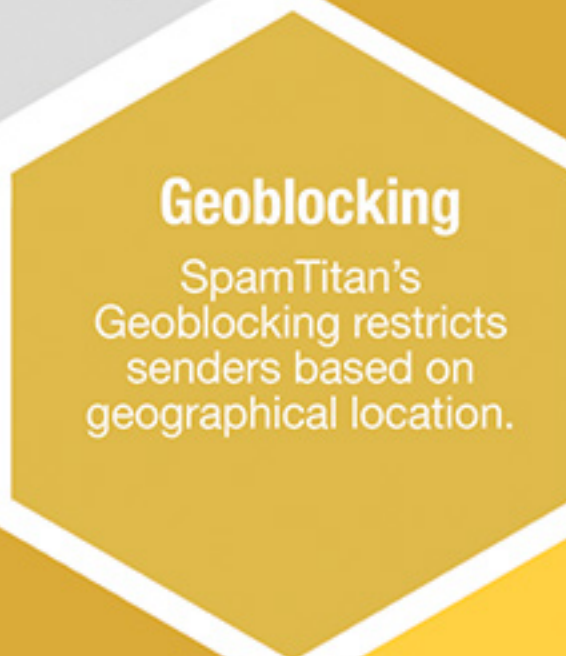 Geoblocking
SpamTitan's
Geoblocking restricts
senders based on
geographical location.